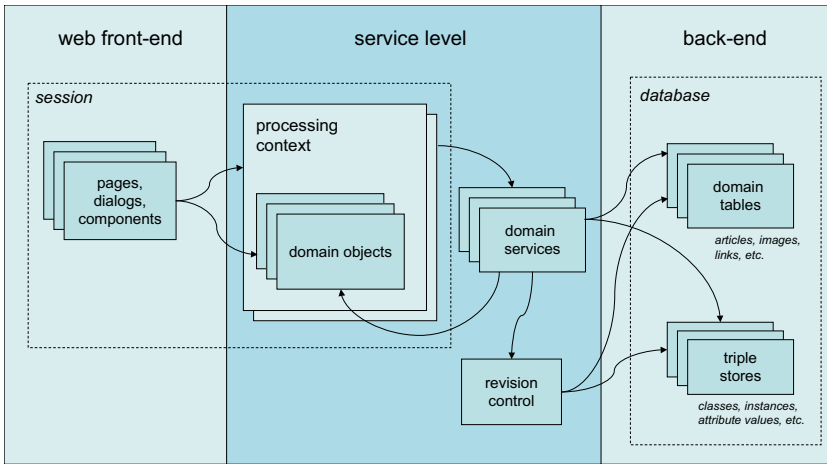 web front-end
service level
back-end
session
database
processing
context
pages,
dialogs,
components
domain objects
domain
services
domain
tables
articles, images,
links, etc.
revision
control
triple
stores
classes, instances,
attribute values, etc.